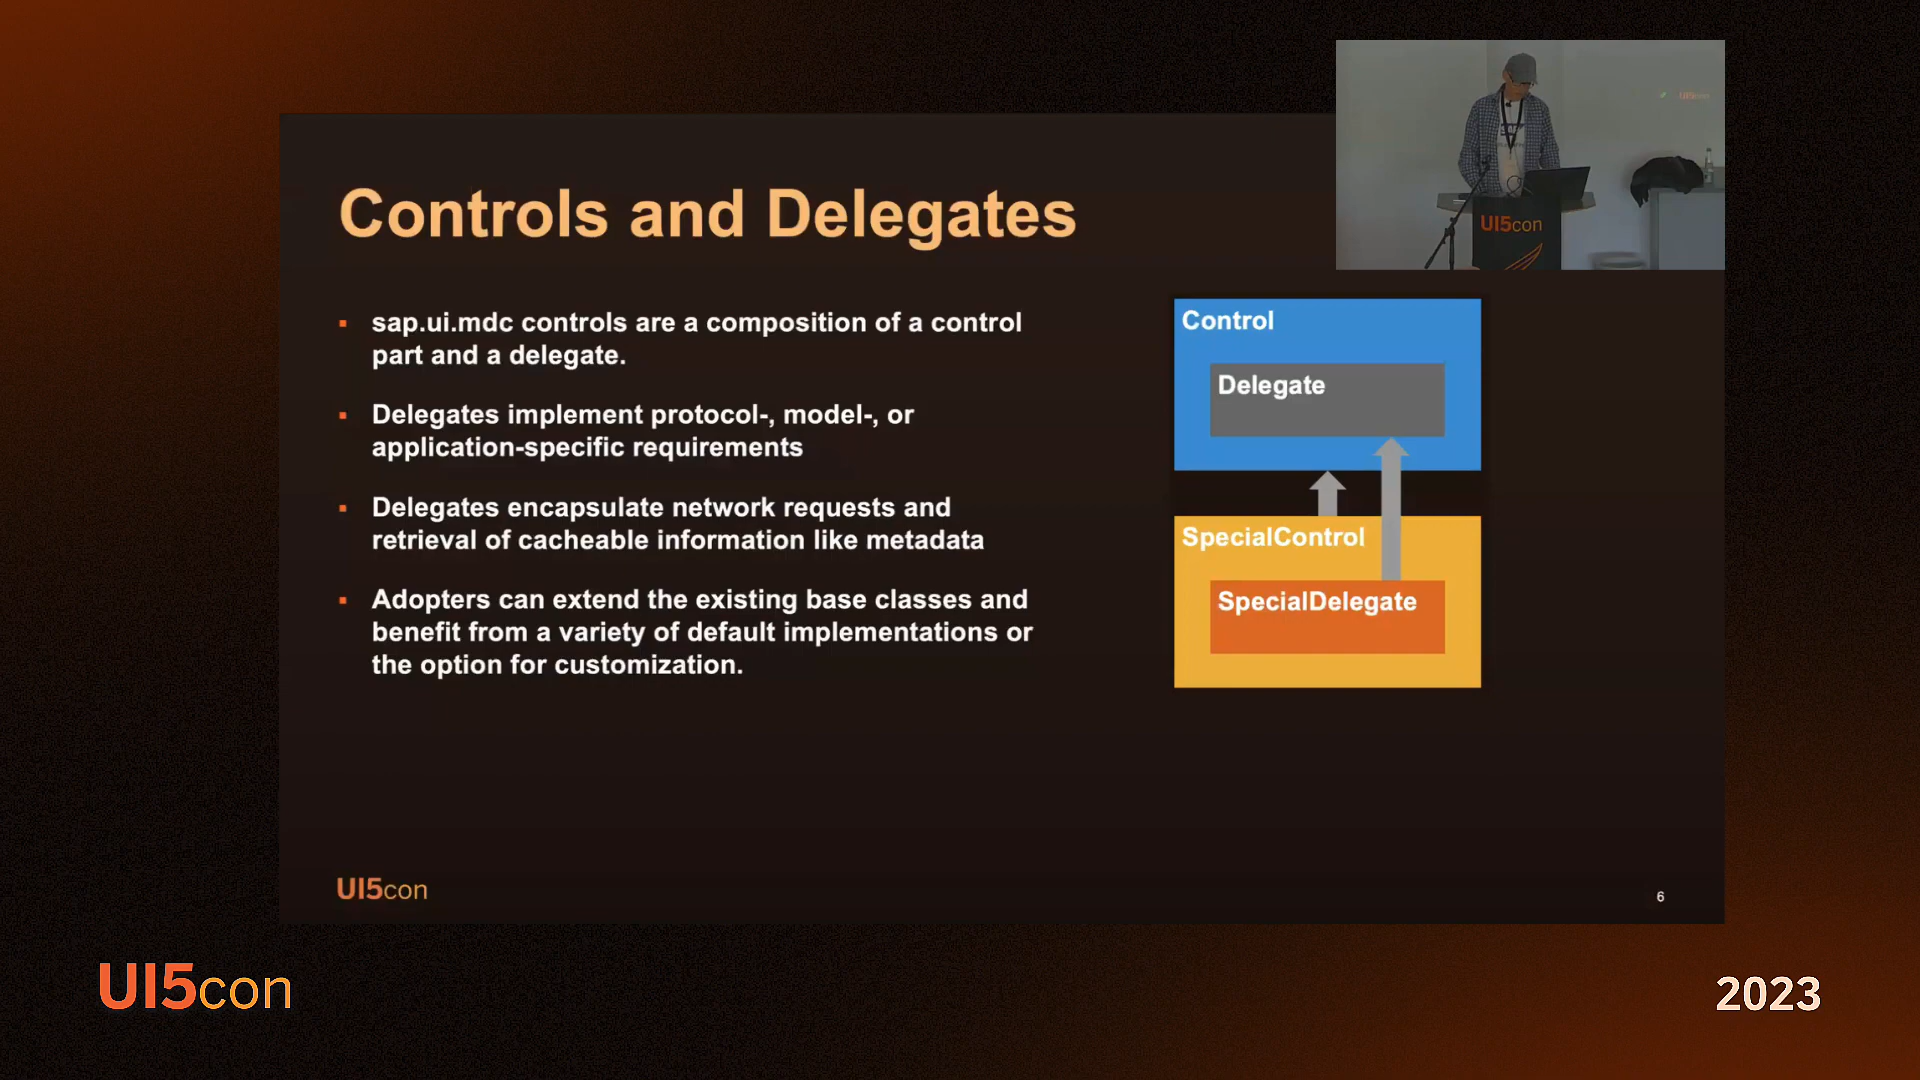 Controls and Delegates
sap.ui.mdc controls are a composition of a control
part and a delegate.
Delegates implement protocol-, model-, or
application-specific requirements
Delegates encapsulate network requests and
retrieval of cacheable information like metadata
Adopters can extend the existing base classes and
benefit from a variety of default implementations or
the option for customization.
Control
Delegate
SpecialControl
SpecialDelegate
UI5con
UI5con
6
UI5con
2023